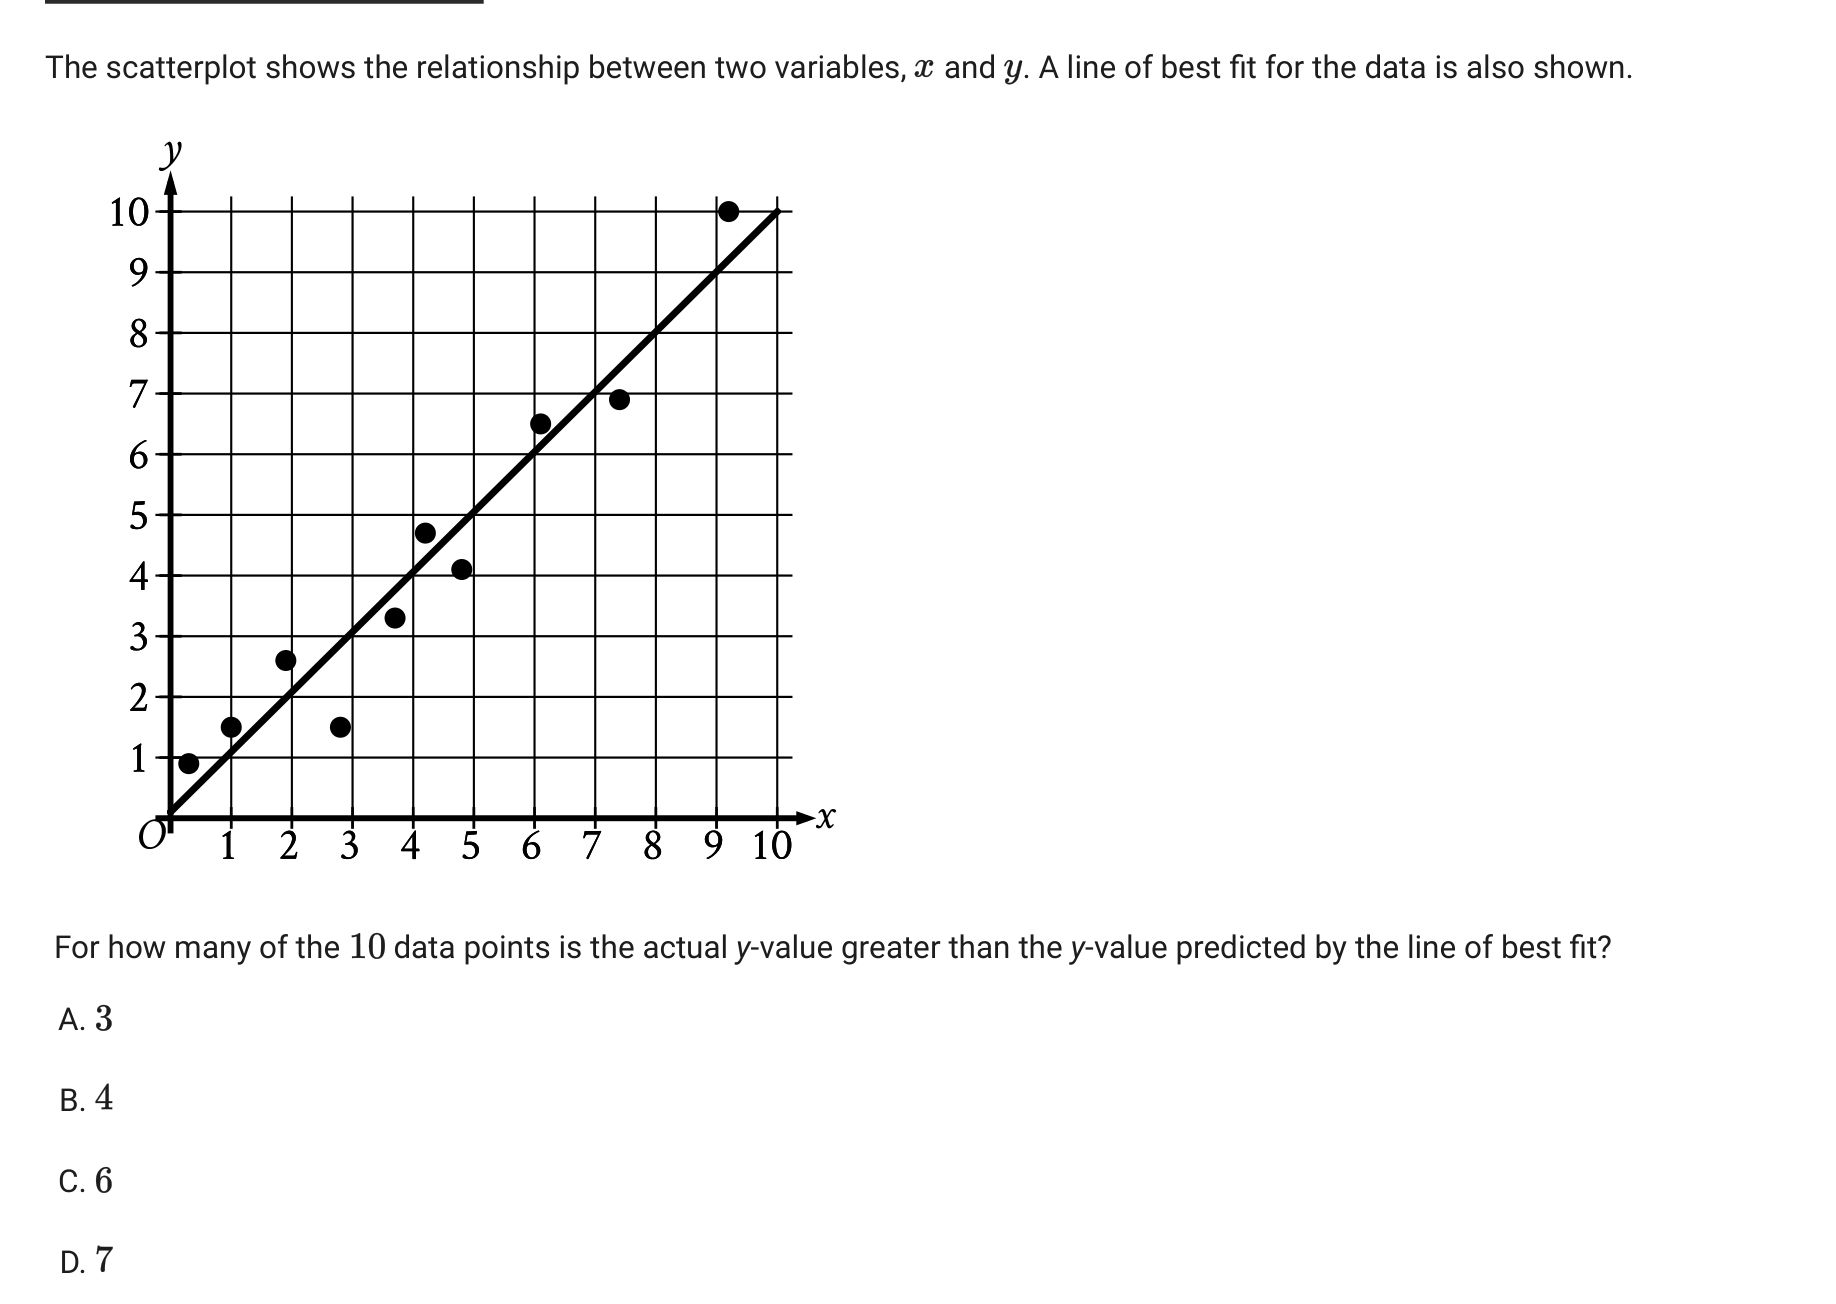 The scatterplot shows the relationship between two variables, x and y. A line of best fit for the data is also shown.
y
10
9
8
7
6
5
4
3
2
1
O
1 2 3 4 5 6 7 8 9 10
x
For how many of the 10 data points is the actual y-value greater than the y-value predicted by the line of best fit?
A. 3
B. 4
C. 6
D. 7